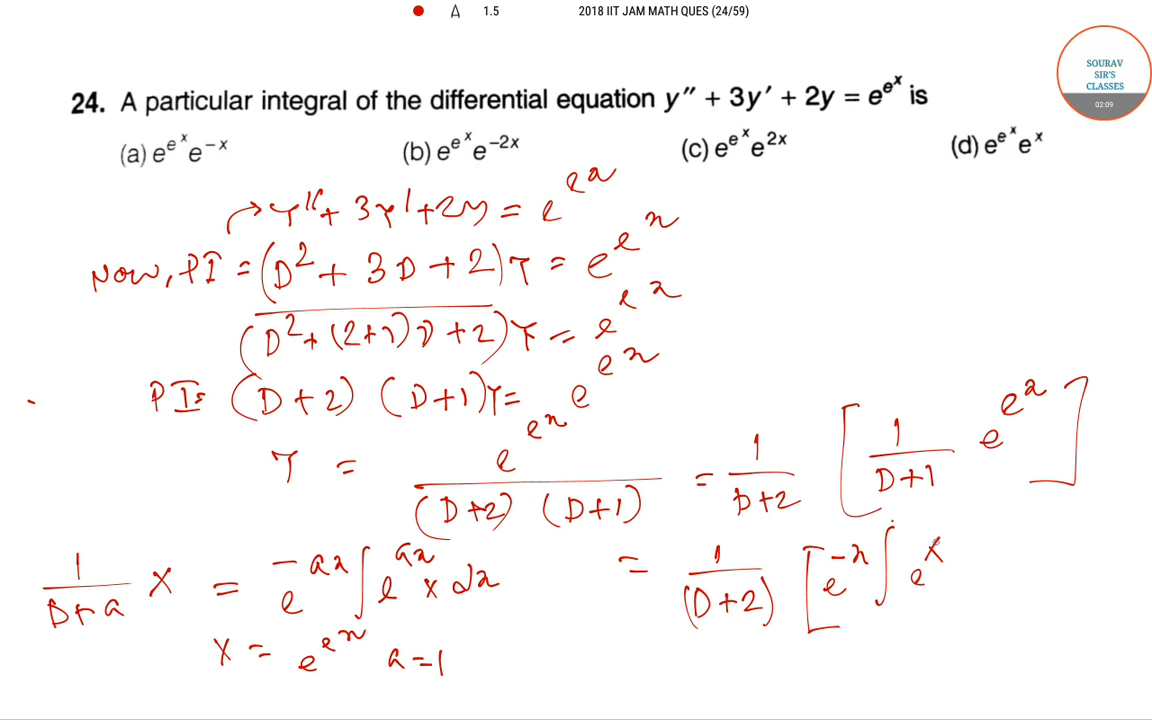 1.5 2018 IIT JAM MATH QUES (24/59)
SOURAV
SIR'S
CLASSES
02:09
24. A particular integral of the differential equation y″ + 3y′ + 2y = e^{e^x} is
(a) e^{e^x}e^{-x} (b) e^{e^x}e^{-2x} (c) e^{e^x}e^{2x} (d) e^{e^x}e^x
→ y″ + 3y′ + 2y = e^{e^x}
Now, PI = (D² + 3D + 2)Y = e^{e^x}
(D² + (2+1)D + 2)Y = e^{e^x}
PI: (D+2) (D+1)Y = e^{e^x}
Y = e^{e^x} / ((D+2) (D+1)) = 1/(D+2) [1/(D+1) e^{e^x}]
1/(D+a) X = e^{-ax} ∫ e^{ax} X dx = 1/(D+2) [e^{-x} ∫ e^x
X = e^{e^x} a=1